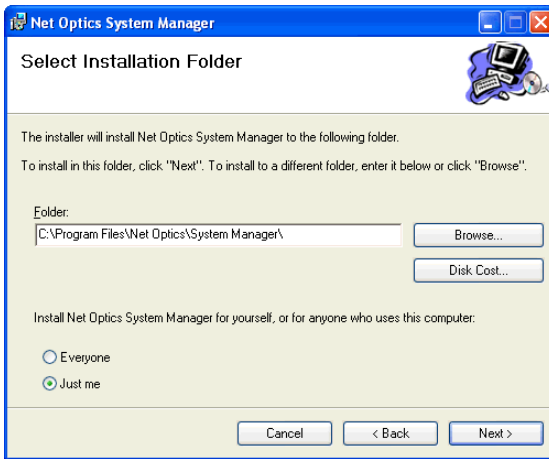 Net Optics System Manager
Select Installation Folder
The installer will install Net Optics System Manager to the following folder.
To install in this folder, click "Next". To install to a different folder, enter it below or click "Browse".
Folder:
C:\Program Files\Net Optics\System Manager\
Browse...
Disk Cost...
Install Net Optics System Manager for yourself, or for anyone who uses this computer:
Everyone
Just me
Cancel
< Back
Next >